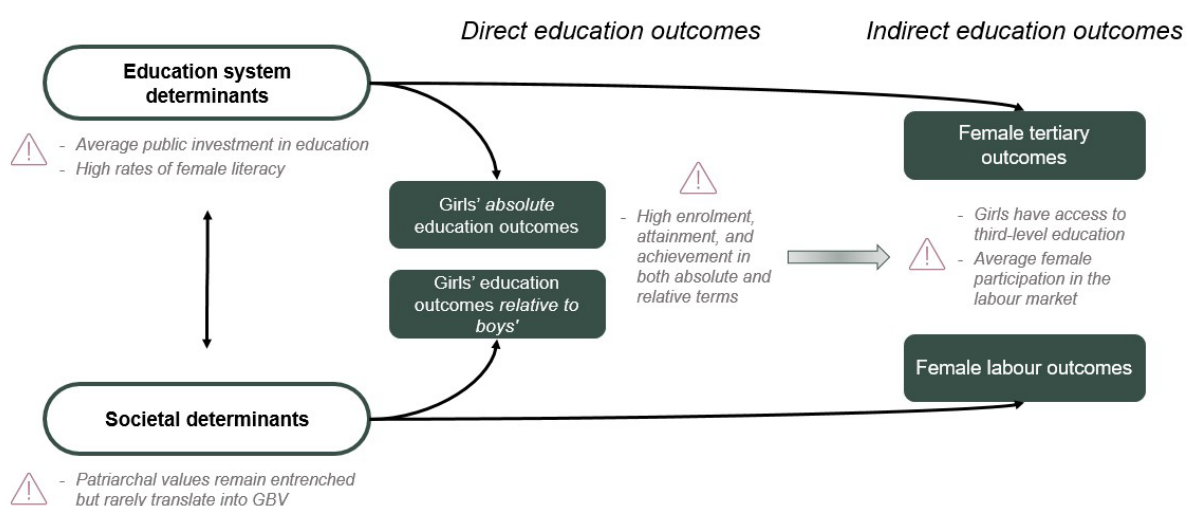 Direct education outcomes
Indirect education outcomes
Education system
determinants
- Average public investment in education
- High rates of female literacy
Girls' absolute
education outcomes
Girls' education
outcomes relative to
boys'
- High enrolment,
attainment, and
achievement in
both absolute and
relative terms
Female tertiary
outcomes
- Girls have access to
third-level education
- Average female
participation in the
labour market
Female labour outcomes
Societal determinants
- Patriarchal values remain entrenched
but rarely translate into GBV